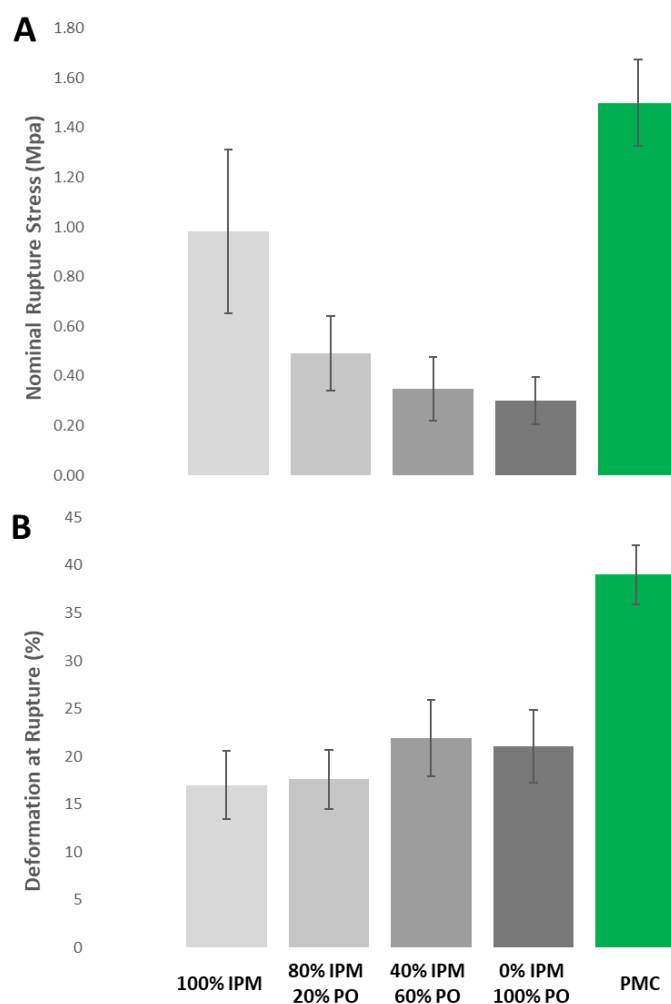 A
Nominal Rupture Stress (Mpa)
1.80
1.60
1.40
1.20
1.00
0.80
0.60
0.40
0.20
0.00
B
Deformation at Rupture (%)
45
40
35
30
25
20
15
10
5
0
100% IPM
80% IPM
20% PO
40% IPM
60% PO
0% IPM
100% PO
PMC